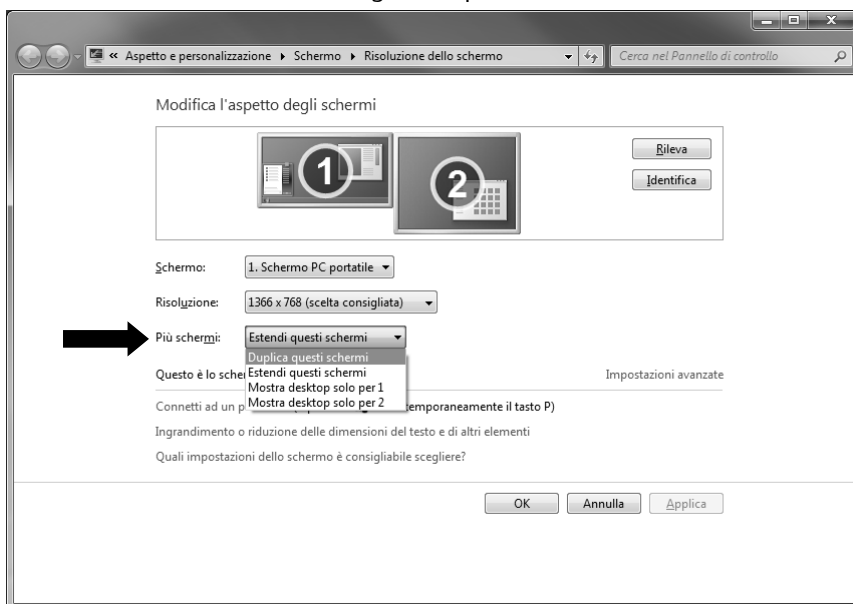 « Aspetto e personalizzazione Schermo Risoluzione dello schermo Cerca nel Pannello di controllo
Modifica l'aspetto degli schermi
1 2
Rileva
Identifica
Schermo: 1. Schermo PC portatile
Risoluzione: 1366 x 768 (scelta consigliata)
Più schermi: Estendi questi schermi
Duplica questi schermi
Estendi questi schermi
Mostra desktop solo per 1
Mostra desktop solo per 2
Questo è lo Impostazioni avanzate
Connetti ad un temporaneamente il tasto P)
Ingrandimento o riduzione delle dimensioni del testo e di altri elementi
Quali impostazioni dello schermo è consigliabile scegliere?
OK Annulla Applica